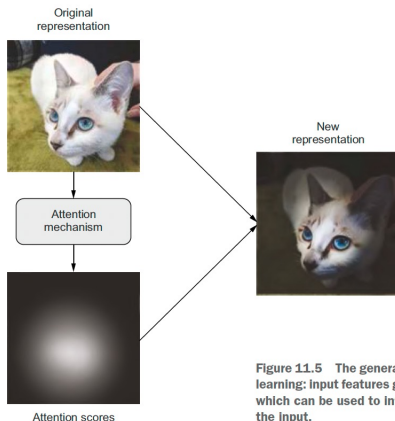 Original
representation
Attention
mechanism
Attention scores
New
representation
Figure 11.5 The genera
learning: input features g
which can be used to in
the input.